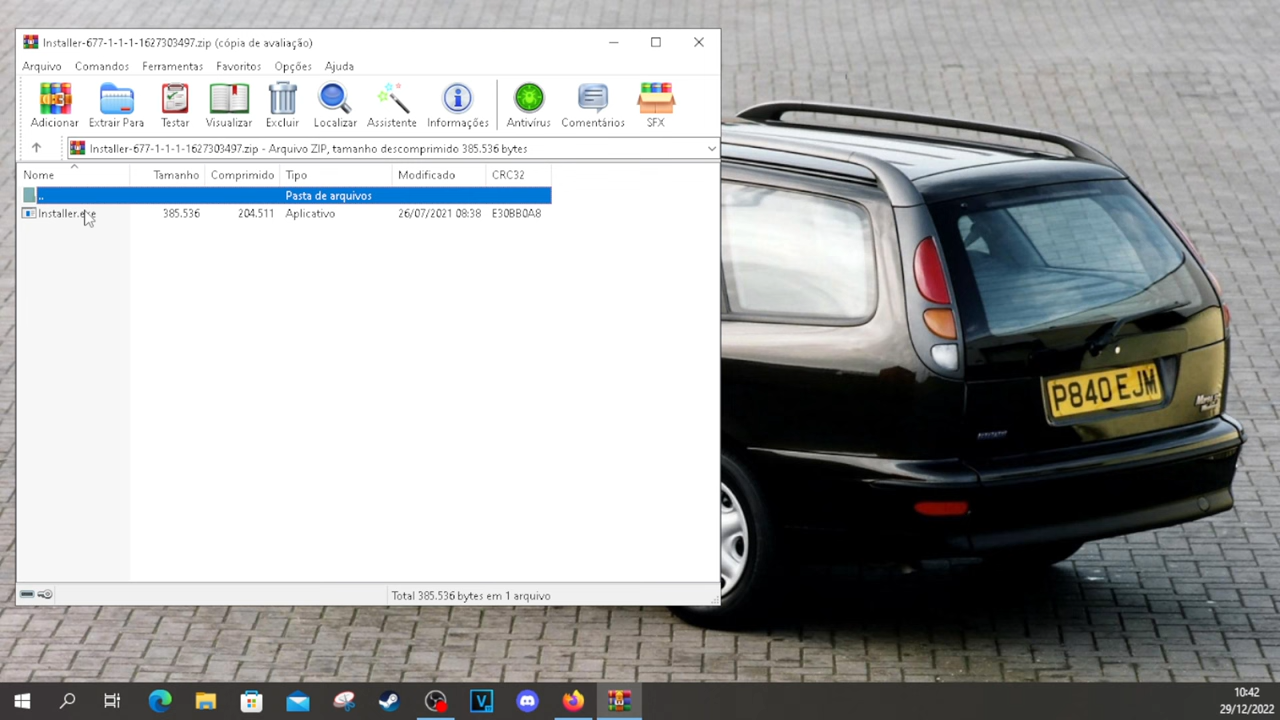 Installer-677-1-1-1-1627303497.zip (cópia de avaliação)
Arquivo Comandos Ferramentas Favoritos Opções Ajuda
Adicionar Extrair Para Testar Visualizar Excluir Localizar Assistente Informações Antivírus Comentários SFX
Installer-677-1-1-1-1627303497.zip - Arquivo ZIP, tamanho descomprimido 385.536 bytes
Nome Tamanho Comprimido Tipo Modificado CRC32
.. Pasta de arquivos
Installer.exe 385.536 204.511 Aplicativo 26/07/2021 08:38 E30BB0A8
P840 EJM
Total 385.536 bytes em 1 arquivo
10:42
29/12/2022